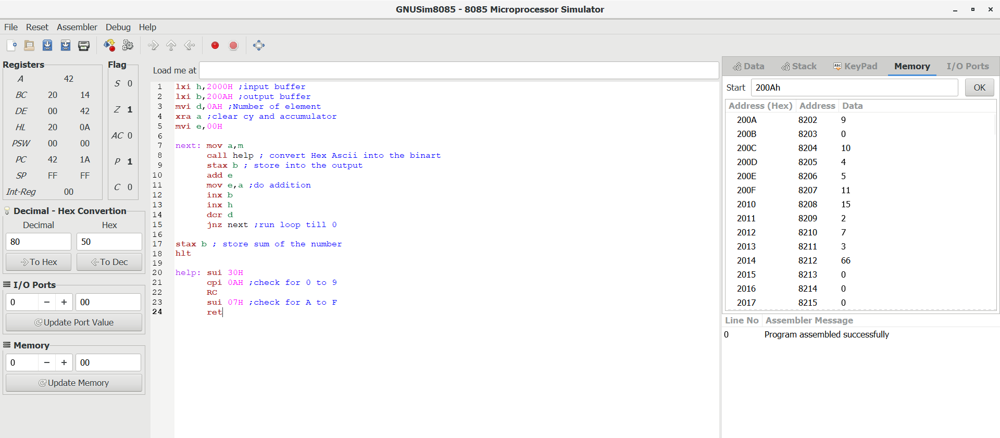 GNUSim8085 - 8085 Microprocessor Simulator
File Reset Assembler Debug Help
Registers
A 42
BC 20 14
DE 00 42
HL 20 0A
PSW 00 00
PC 42 1A
SP FF FF
Int-Reg 00
Flag
S 0
Z 1
AC 0
P 1
C 0
Decimal - Hex Convertion
Decimal Hex
80 50
To Hex To Dec
I/O Ports
0 − + 00
Update Port Value
Memory
0 − + 00
Update Memory
Load me at
1 lxi h,2000H ;input buffer
2 lxi b,200AH ;output buffer
3 mvi d,0AH ;Number of element
4 xra a ;clear cy and accumulator
5 mvi e,00H
6
7 next: mov a,m
8 call help ; convert Hex Ascii into the binart
9 stax b ; store into the output
10 add e
11 mov e,a ;do addition
12 inx b
13 inx h
14 dcr d
15 jnz next ;run loop till 0
16
17 stax b ; store sum of the number
18 hlt
19
20 help: sui 30H
21 cpi 0AH ;check for 0 to 9
22 RC
23 sui 07H ;check for A to F
24 ret
Data Stack Abc KeyPad Memory I/O Ports
Start 200Ah OK
Address (Hex) Address Data
200A 8202 9
200B 8203 0
200C 8204 10
200D 8205 4
200E 8206 5
200F 8207 11
2010 8208 15
2011 8209 2
2012 8210 7
2013 8211 3
2014 8212 66
2015 8213 0
2016 8214 0
2017 8215 0
Line No Assembler Message
0 Program assembled successfully